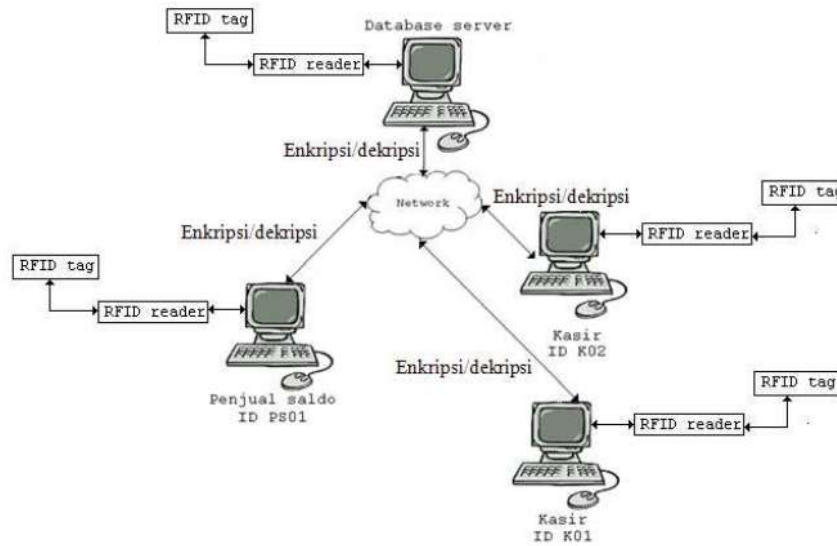 RFID tag
Database server
RFID reader
Enkripsi/dekripsi
Network
Enkripsi/dekripsi
RFID tag
Enkripsi/dekripsi
RFID reader
RFID tag
RFID reader
Kasir
ID K02
Enkripsi/dekripsi
RFID tag
Penjual saldo
ID PS01
RFID reader
Kasir
ID K01